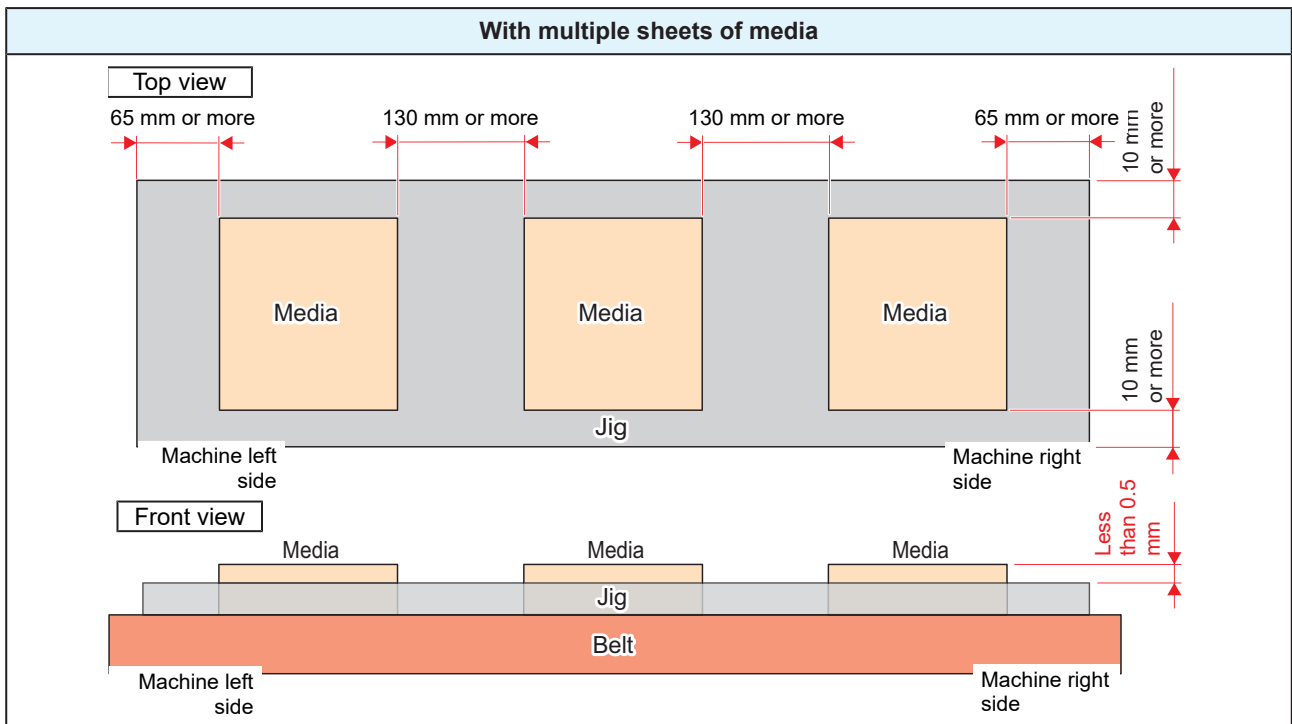 With multiple sheets of media
Top view
65 mm or more
130 mm or more
130 mm or more
65 mm or more
10 mm
or more
Media
Media
Media
10 mm
or more
Jig
Machine left
side
Machine right
side
Front view
Less
than 0.5
mm
Media
Media
Media
Jig
Belt
Machine left
side
Machine right
side